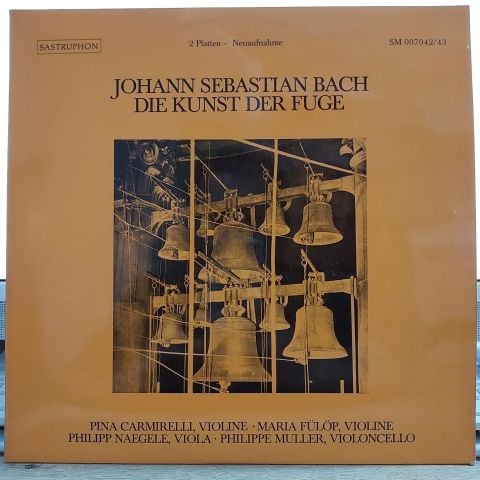 SASTRUPHON
2 Platten – Neuaufnahme
SM 007042/43
JOHANN SEBASTIAN BACH
DIE KUNST DER FUGE
PINA CARMIRELLI, VIOLINE · MARIA FÜLÖP, VIOLINE
PHILIPP NAEGELE, VIOLA · PHILIPPE MULLER, VIOLONCELLO